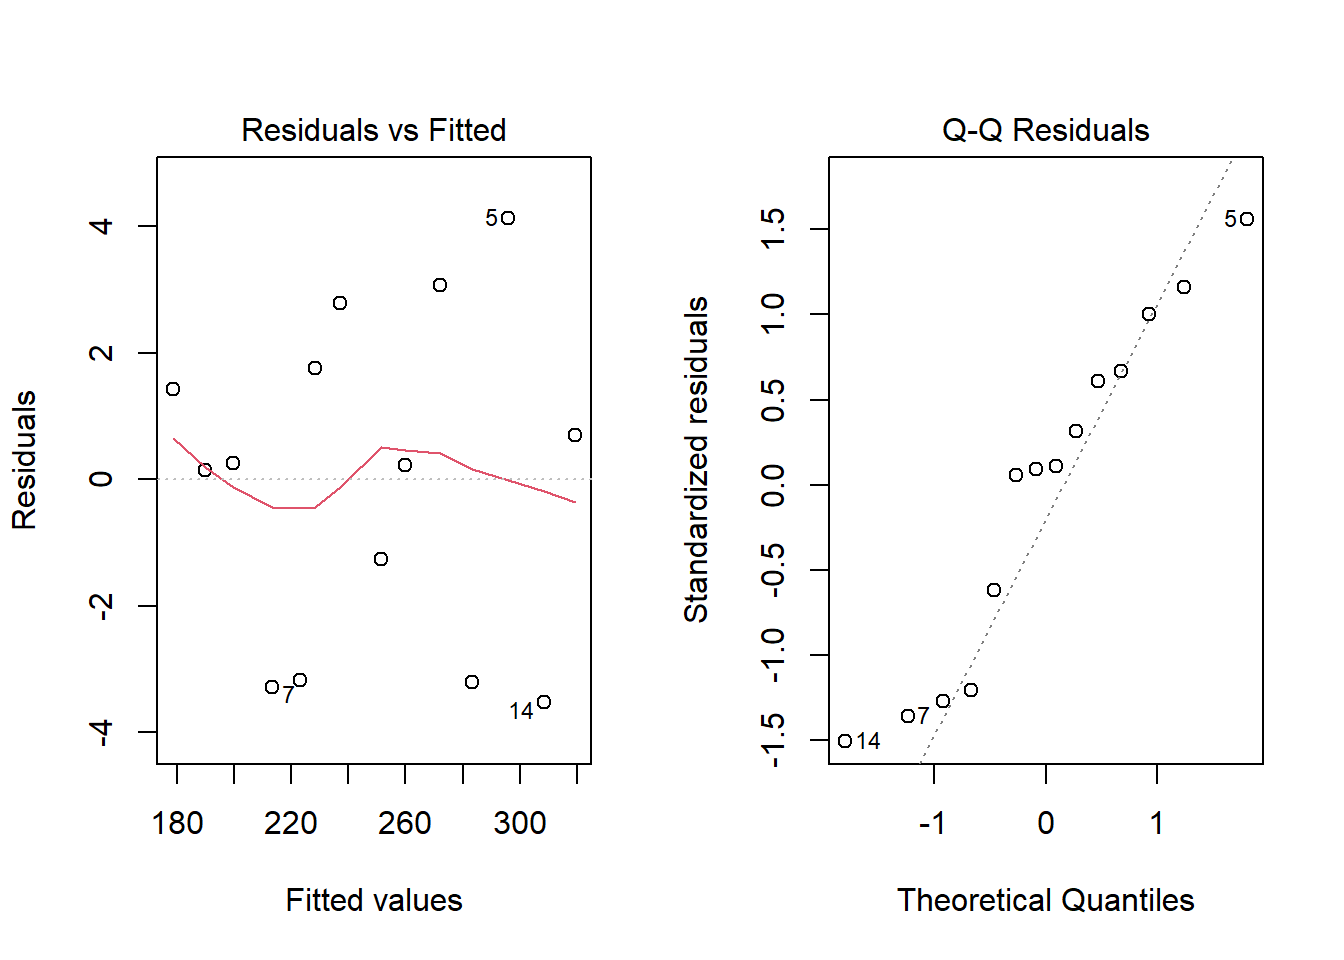 Residuals vs Fitted
Residuals
4
2
0
-2
-4
5
7
14
180 220 260 300
Fitted values
Q-Q Residuals
Standardized residuals
1.5
1.0
0.5
0.0
-0.5
-1.0
-1.5
5
7
14
-1 0 1
Theoretical Quantiles